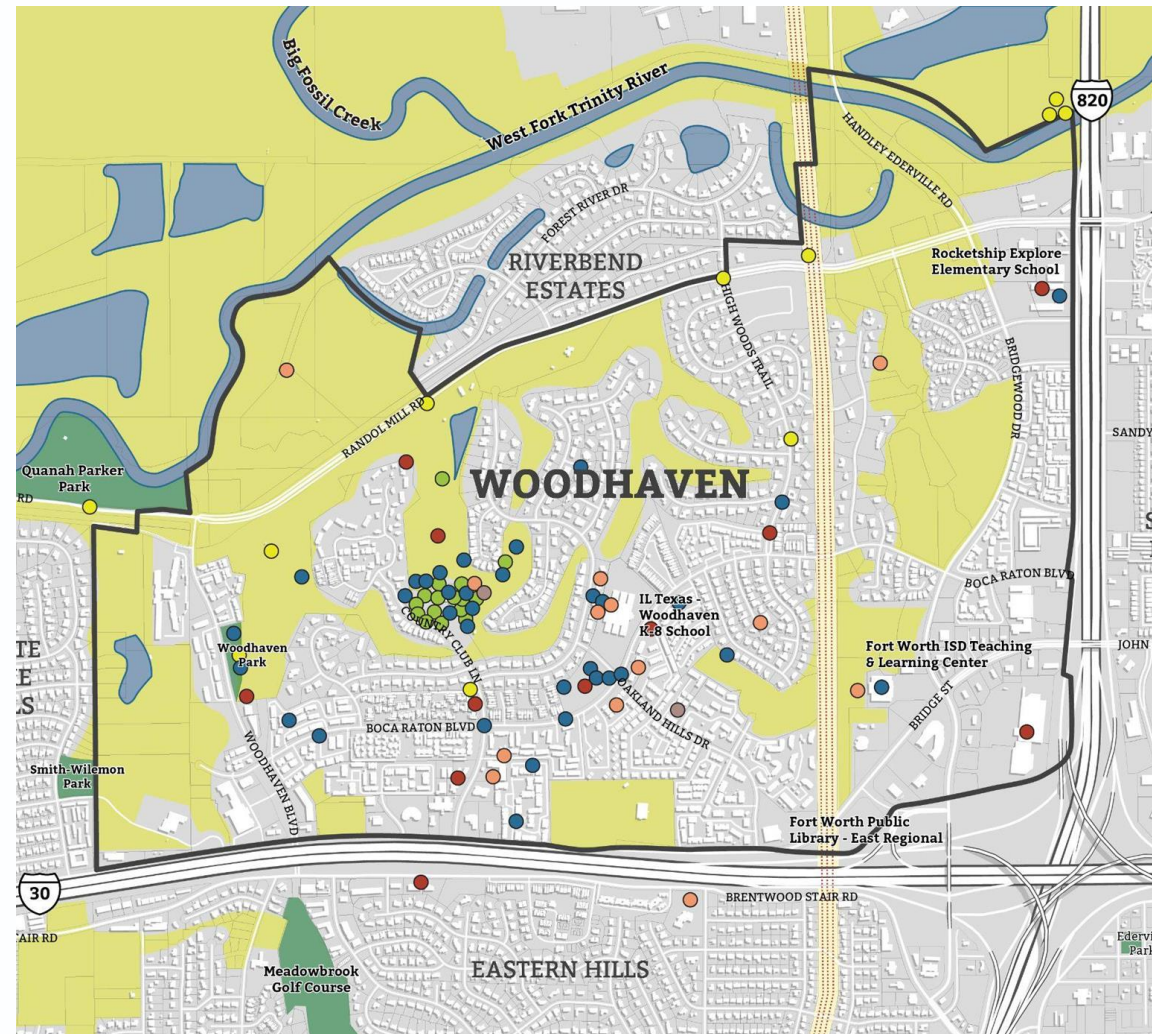 Big Fossil Creek
West Fork Trinity River
820
HANDLEY EDERVILLE RD
FOREST RIVER DR
RIVERBEND
ESTATES
Rocketship Explore
Elementary School
HIGH WOODS TRAIL
BRIDGEWOOD DR
RANDOL MILL RD
SANDY
Quanah Parker
Park
RD
WOODHAVEN
S
BOCA RATON BLVD
IL Texas -
Woodhaven
K-8 School
COUNTRY CLUB LN
TE
E
LS
Woodhaven
Park
Fort Worth ISD Teaching
& Learning Center
JOHN
BRIDGE ST
OAKLAND HILLS DR
BOCA RATON BLVD
WOODHAVEN BLVD
Smith-Wilemon
Park
Fort Worth Public
Library - East Regional
30
BRENTWOOD STAIR RD
AIR RD
Edervi
Park
Meadowbrook
Golf Course
EASTERN HILLS